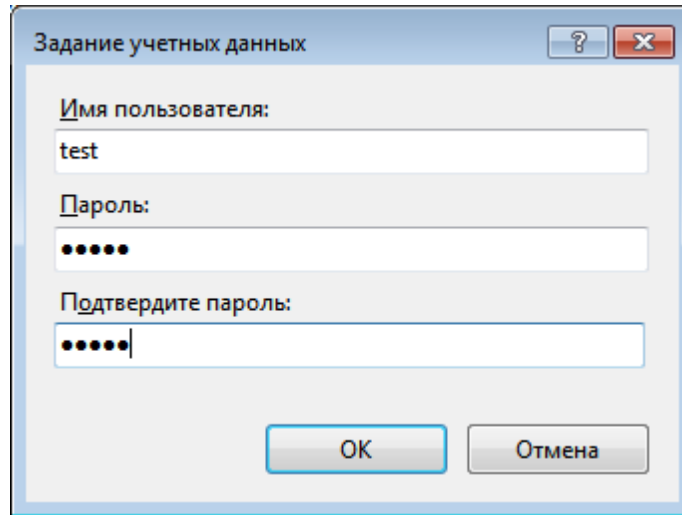 Задание учетных данных
Имя пользователя:
test
Пароль:
•••••
Подтвердите пароль:
•••••
OK
Отмена